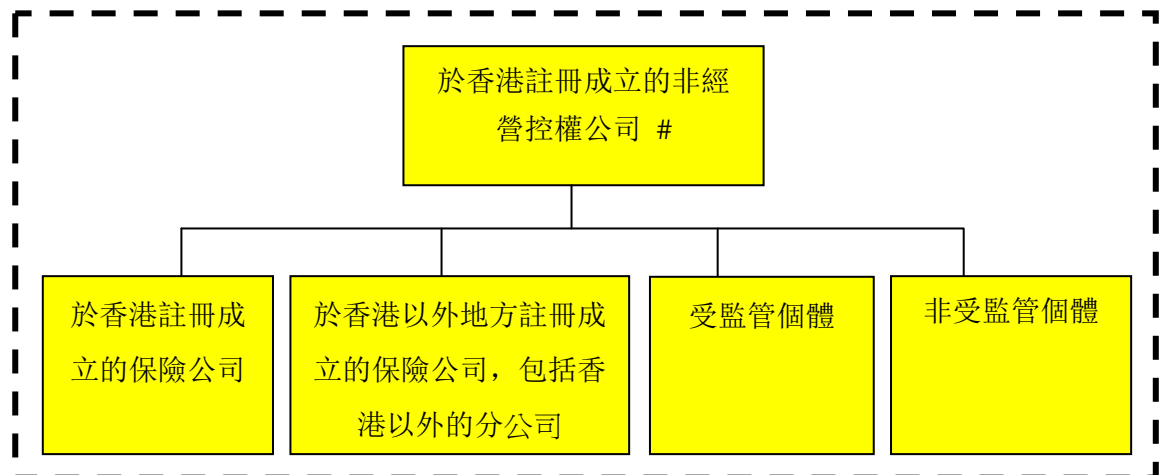 於香港註冊成立的非經
營控權公司 #
於香港註冊成
立的保險公司
於香港以外地方註冊成
立的保險公司，包括香
港以外的分公司
受監管個體
非受監管個體